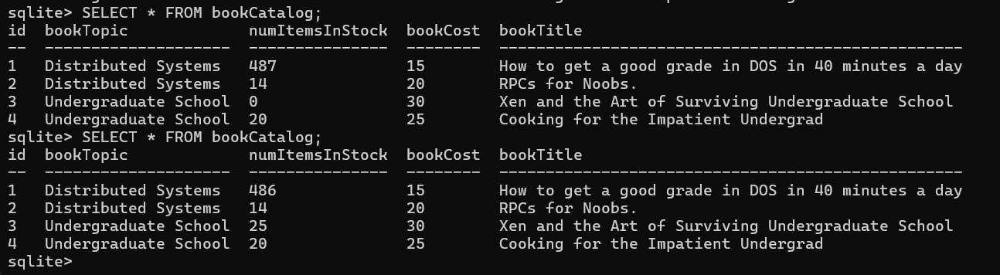 sqlite> SELECT * FROM bookCatalog;
id  bookTopic             numItemsInStock  bookCost  bookTitle
--  --------------------  ---------------  --------  --------------------------------------------------
1   Distributed Systems   487              15        How to get a good grade in DOS in 40 minutes a day
2   Distributed Systems   14               20        RPCs for Noobs.
3   Undergraduate School  0                30        Xen and the Art of Surviving Undergraduate School
4   Undergraduate School  20               25        Cooking for the Impatient Undergrad
sqlite> SELECT * FROM bookCatalog;
id  bookTopic             numItemsInStock  bookCost  bookTitle
--  --------------------  ---------------  --------  --------------------------------------------------
1   Distributed Systems   486              15        How to get a good grade in DOS in 40 minutes a day
2   Distributed Systems   14               20        RPCs for Noobs.
3   Undergraduate School  25               30        Xen and the Art of Surviving Undergraduate School
4   Undergraduate School  20               25        Cooking for the Impatient Undergrad
sqlite>